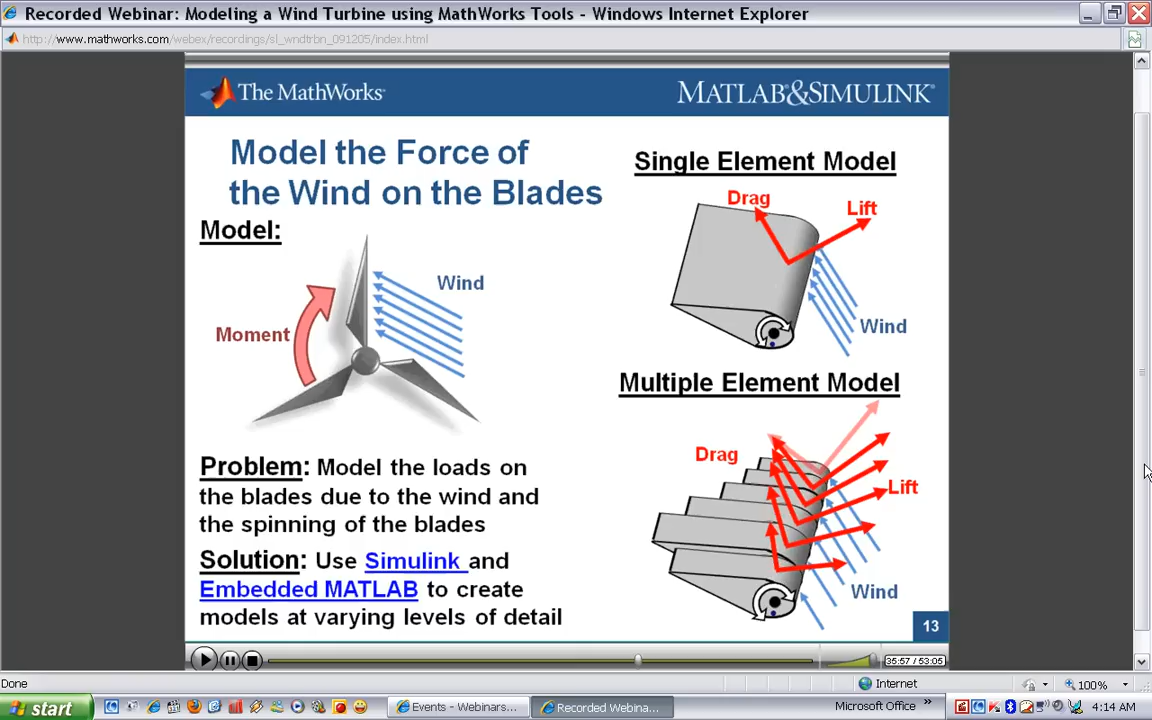 Recorded Webinar: Modeling a Wind Turbine using MathWorks Tools - Windows Internet Explorer
http://www.mathworks.com/webex/recordings/sl_wndtrbn_091205/index.html
The MathWorks
MATLAB&SIMULINK
Model the Force of
the Wind on the Blades
Model:
Wind
Moment
Problem: Model the loads on
the blades due to the wind and
the spinning of the blades
Solution: Use Simulink and
Embedded MATLAB to create
models at varying levels of detail
Single Element Model
Drag
Lift
Wind
Multiple Element Model
Drag
Lift
Wind
13
35:57 / 53:05
Done
Internet
100%
start
Events - Webinars...
Recorded Webina...
Microsoft Office
4:14 AM